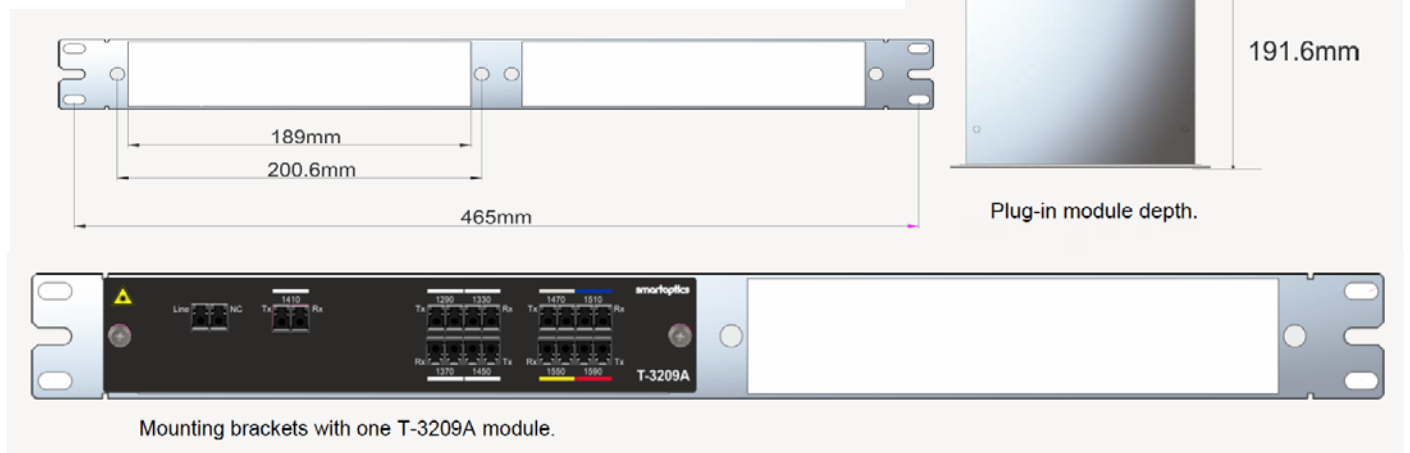 189mm
200.6mm
465mm
191.6mm
Plug-in module depth.
1410
1290 1330
1470 1510
smartoptics
Line NC Tx Rx Tx Rx Tx Rx
Rx Tx Rx Tx
1370 1450
1550 1590
T-3209A
Mounting brackets with one T-3209A module.